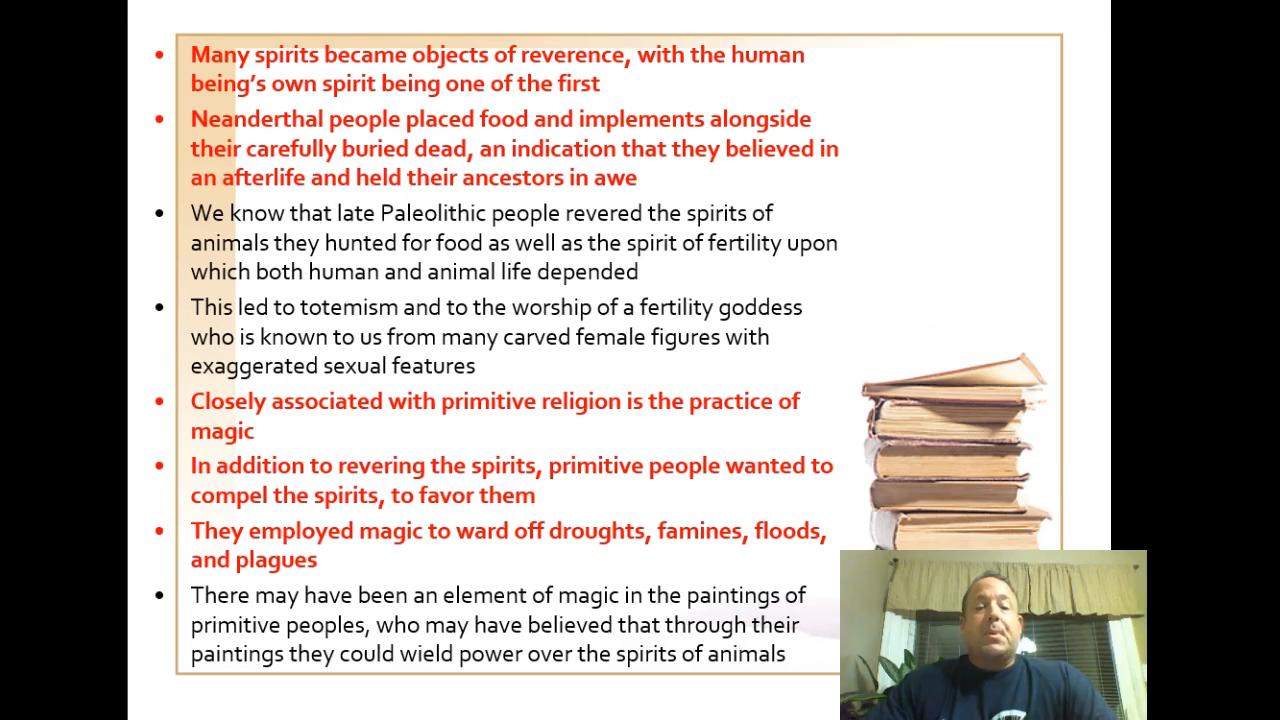 • Many spirits became objects of reverence, with the human
being’s own spirit being one of the first
• Neanderthal people placed food and implements alongside
their carefully buried dead, an indication that they believed in
an afterlife and held their ancestors in awe
• We know that late Paleolithic people revered the spirits of
animals they hunted for food as well as the spirit of fertility upon
which both human and animal life depended
• This led to totemism and to the worship of a fertility goddess
who is known to us from many carved female figures with
exaggerated sexual features
• Closely associated with primitive religion is the practice of
magic
• In addition to revering the spirits, primitive people wanted to
compel the spirits, to favor them
• They employed magic to ward off droughts, famines, floods,
and plagues
• There may have been an element of magic in the paintings of
primitive peoples, who may have believed that through their
paintings they could wield power over the spirits of animals